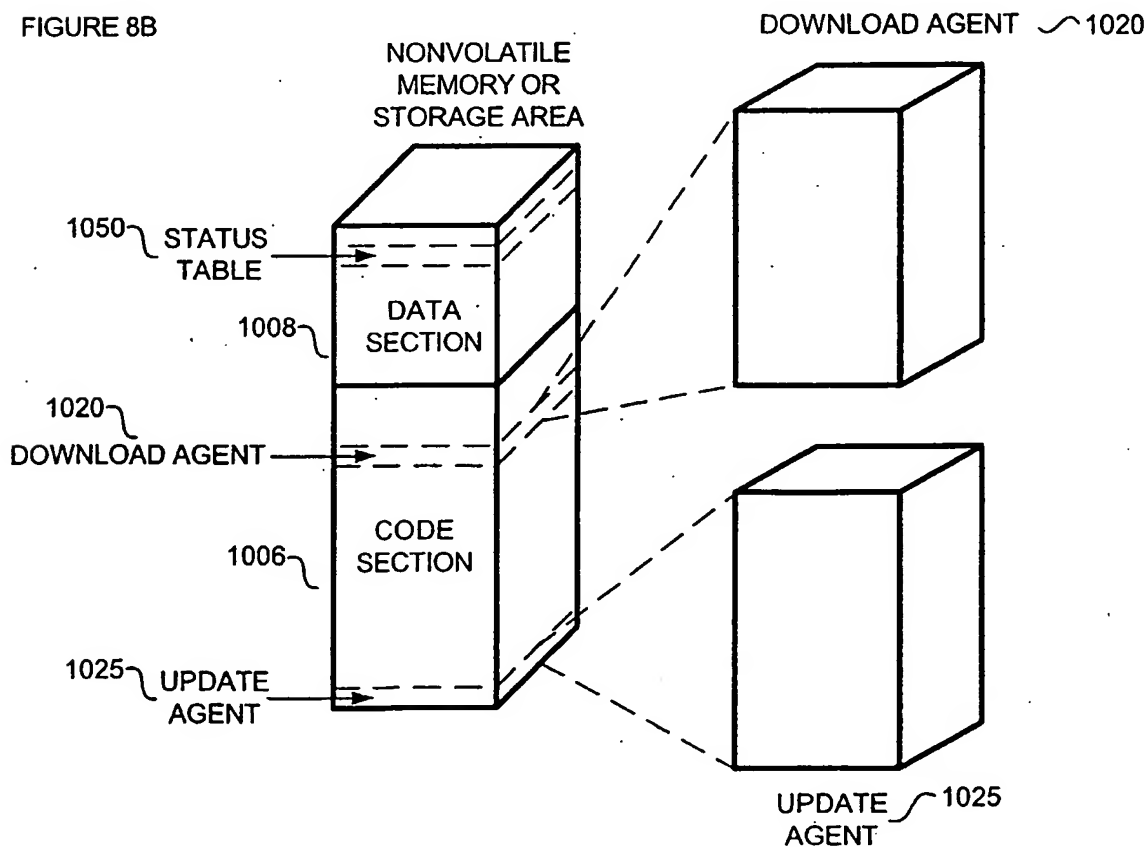 FIGURE 8B
DOWNLOAD AGENT 1020
NONVOLATILE
MEMORY OR
STORAGE AREA
1050
STATUS
TABLE
DATA
SECTION
1008
1020
DOWNLOAD AGENT
CODE
SECTION
1006
1025
UPDATE
AGENT
UPDATE
AGENT
1025